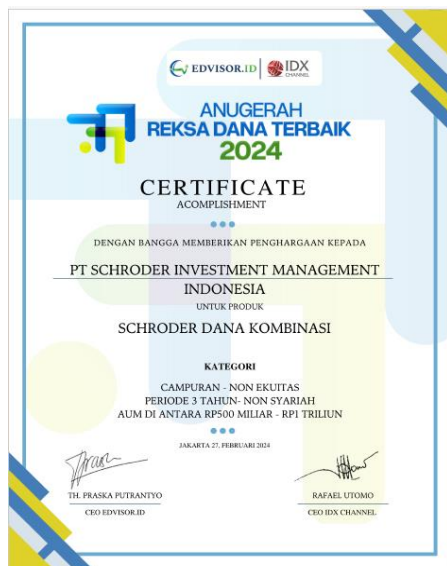 EDVISOR.ID IDX
CHANNEL
ANUGERAH
REKSA DANA TERBAIK
2024
CERTIFICATE
ACOMPLISHMENT
DENGAN BANGGA MEMBERIKAN PENGHARGAAN KEPADA
PT SCHRODER INVESTMENT MANAGEMENT
INDONESIA
UNTUK PRODUK
SCHRODER DANA KOMBINASI
KATEGORI
CAMPURAN - NON EKUITAS
PERIODE 3 TAHUN- NON SYARIAH
AUM DI ANTARA RP500 MILIAR - RP1 TRILIUN
JAKARTA 27, FEBRUARI 2024
TH. PRASKA PUTRANTYO
CEO EDVISOR.ID
RAFAEL UTOMO
CEO IDX CHANNEL